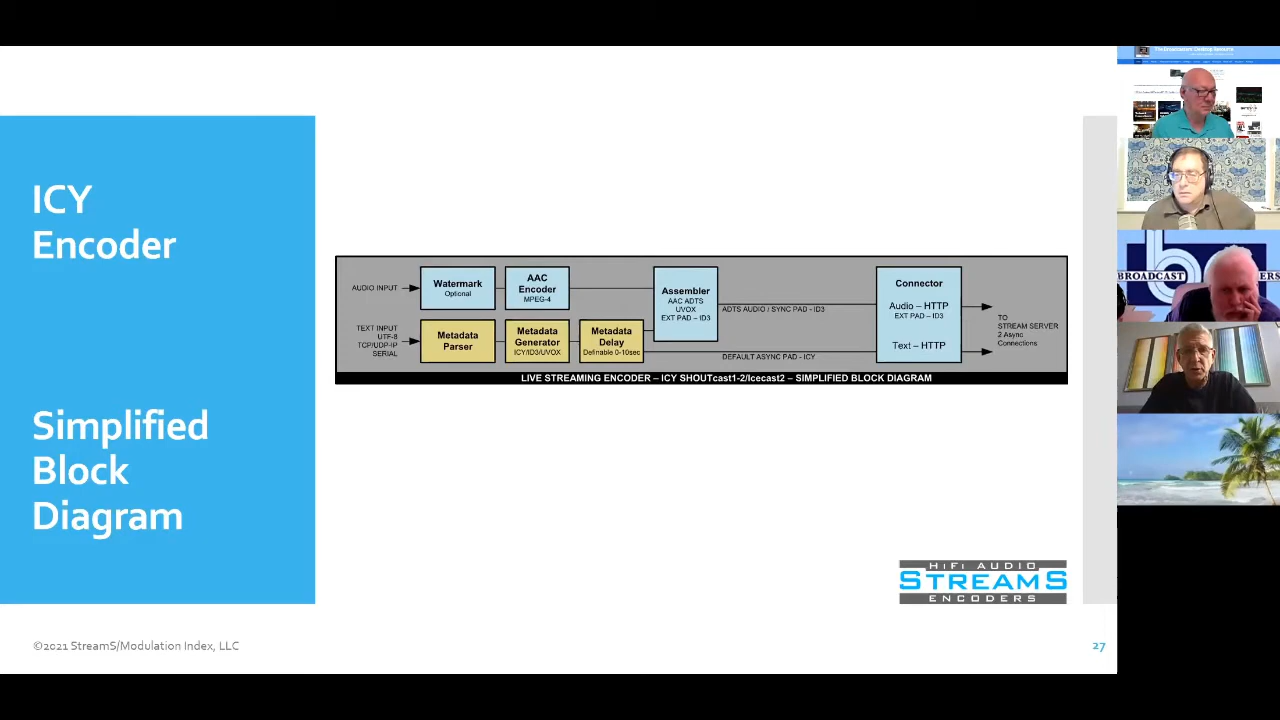 ICY
Encoder
Simplified
Block
Diagram
AUDIO INPUT
Watermark
Optional
AAC
Encoder
MPEG-4
Assembler
AAC ADTS
UVOX
EXT PAD – ID3
ADTS AUDIO / SYNC PAD - ID3
Connector
Audio – HTTP
EXT PAD – ID3
Text – HTTP
TEXT INPUT
UTF-8
TCP/UDP-IP
SERIAL
Metadata
Parser
Metadata
Generator
ICY/ID3/UVOX
Metadata
Delay
Definable 0-10sec
DEFAULT ASYNC PAD - ICY
TO
STREAM SERVER
2 Async
Connections
LIVE STREAMING ENCODER – ICY SHOUTcast1-2/Icecast2 – SIMPLIFIED BLOCK DIAGRAM
HiFi AUDIO
STREAMS
ENCODERS
©2021 StreamS/Modulation Index, LLC
27
The Broadcasters' Desktop Resource
BROADCAST